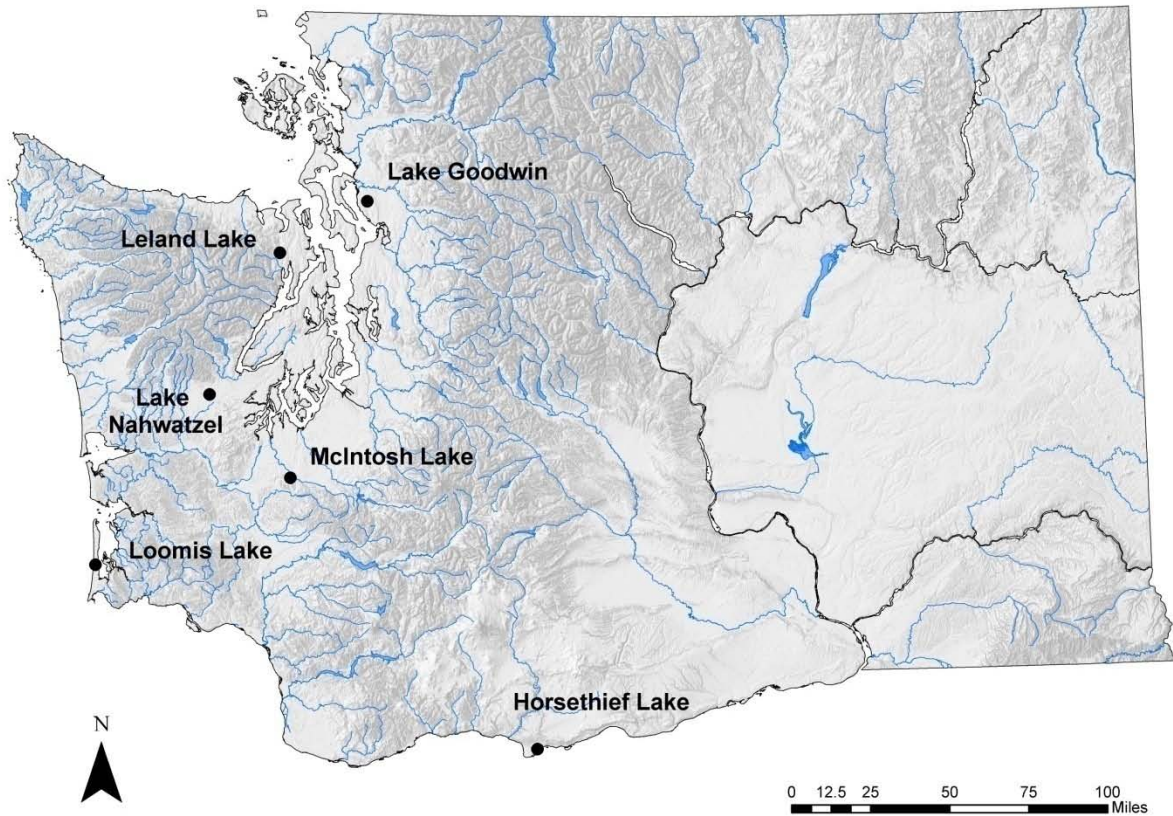 Lake Goodwin
Leland Lake
Lake
Nahwatzel
McIntosh Lake
Loomis Lake
Horsethief Lake
N
0 12.5 25 50 75 100
Miles